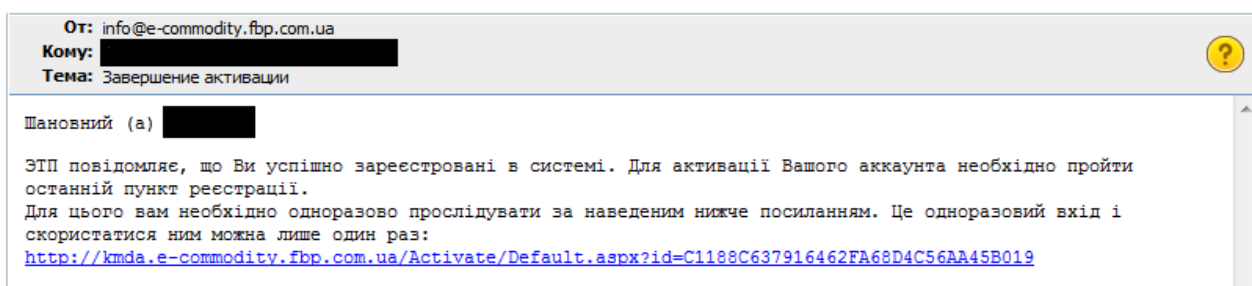 От: info@e-commodity.fbp.com.ua
Кому:
Тема: Завершение активации
?
Шановний (а)
ЭТП повідомляє, що Ви успішно зареєстровані в системі. Для активації Вашого аккаунта необхідно пройти
останній пункт реєстрації.
Для цього вам необхідно одноразово прослідувати за наведеним нижче посиланням. Це одноразовий вхід і
скористатися ним можна лише один раз:
http://kmda.e-commodity.fbp.com.ua/Activate/Default.aspx?id=C1188C637916462FA68D4C56AA45B019